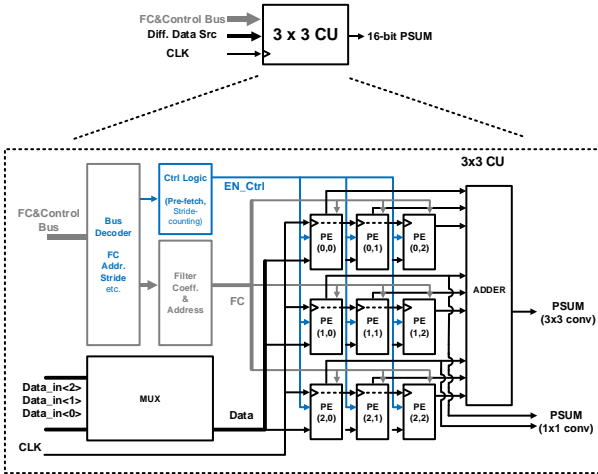 FC&Control Bus
Diff. Data Src
CLK
3 x 3 CU
16-bit PSUM
3x3 CU
FC&Control
Bus
Bus
Decoder
FC
Addr.
Stride
etc.
Ctrl Logic
(Pre-fetch,
Stride-
counting)
EN_Ctrl
Filter
Coeff.
&
Address
FC
PE
(0,0)
PE
(0,1)
PE
(0,2)
PE
(1,0)
PE
(1,1)
PE
(1,2)
PE
(2,0)
PE
(2,1)
PE
(2,2)
ADDER
PSUM
(3x3 conv)
PSUM
(1x1 conv)
Data_in<2>
Data_in<1>
Data_in<0>
MUX
Data
CLK